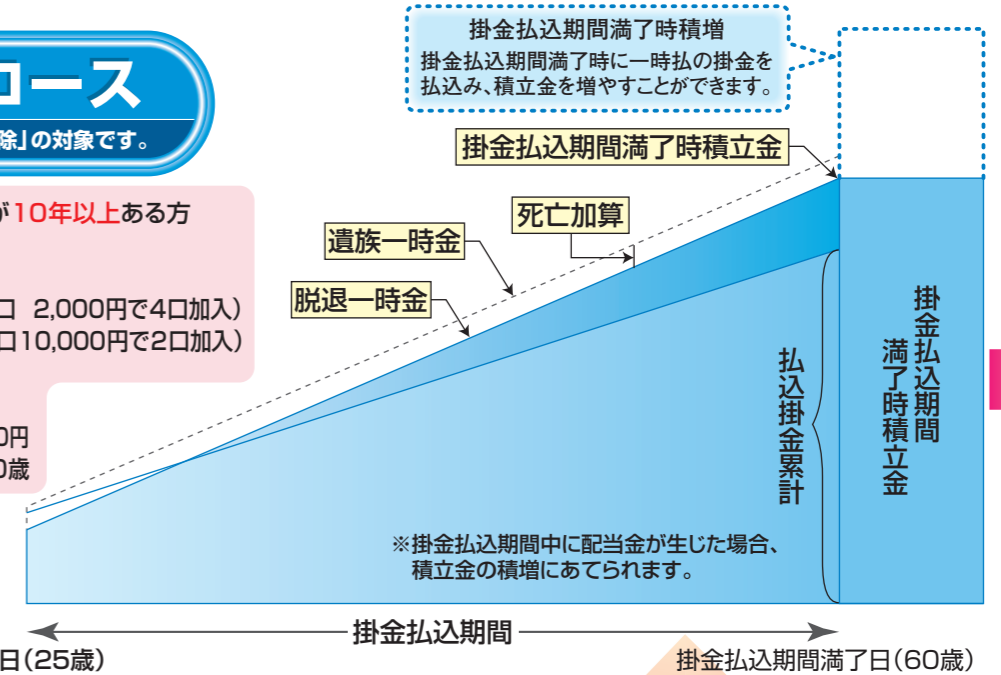 掛金払込期間満了時積増
掛金払込期間満了時に一時払の掛金を
払込み、積立金を増やすことができます。
コース
除」の対象です。
が10年以上ある方
口 2,000円で4口加入）
口10,000円で2口加入）
0円
0歳
掛金払込期間満了時積立金
死亡加算
遺族一時金
脱退一時金
払込掛金累計
掛金払込期間
満了時積立金
※掛金払込期間中に配当金が生じた場合、
積立金の積増にあてられます。
掛金払込期間
日（25歳）
掛金払込期間満了日（60歳）